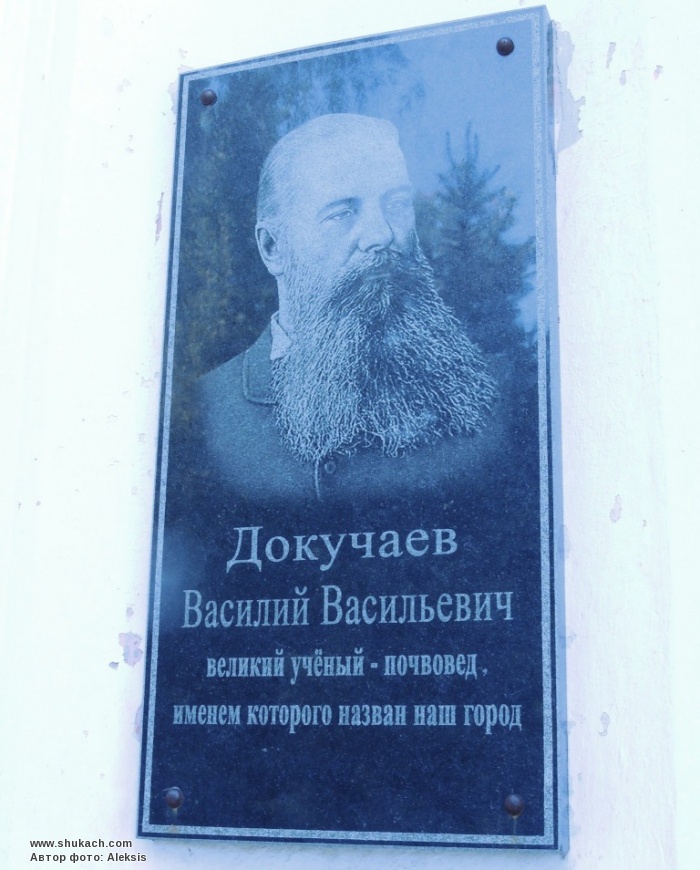 Докучаев
Василий Васильевич
великий учёный - почвовед,
именем которого назван наш город
www.shukach.com
Автор фото: Aleksis